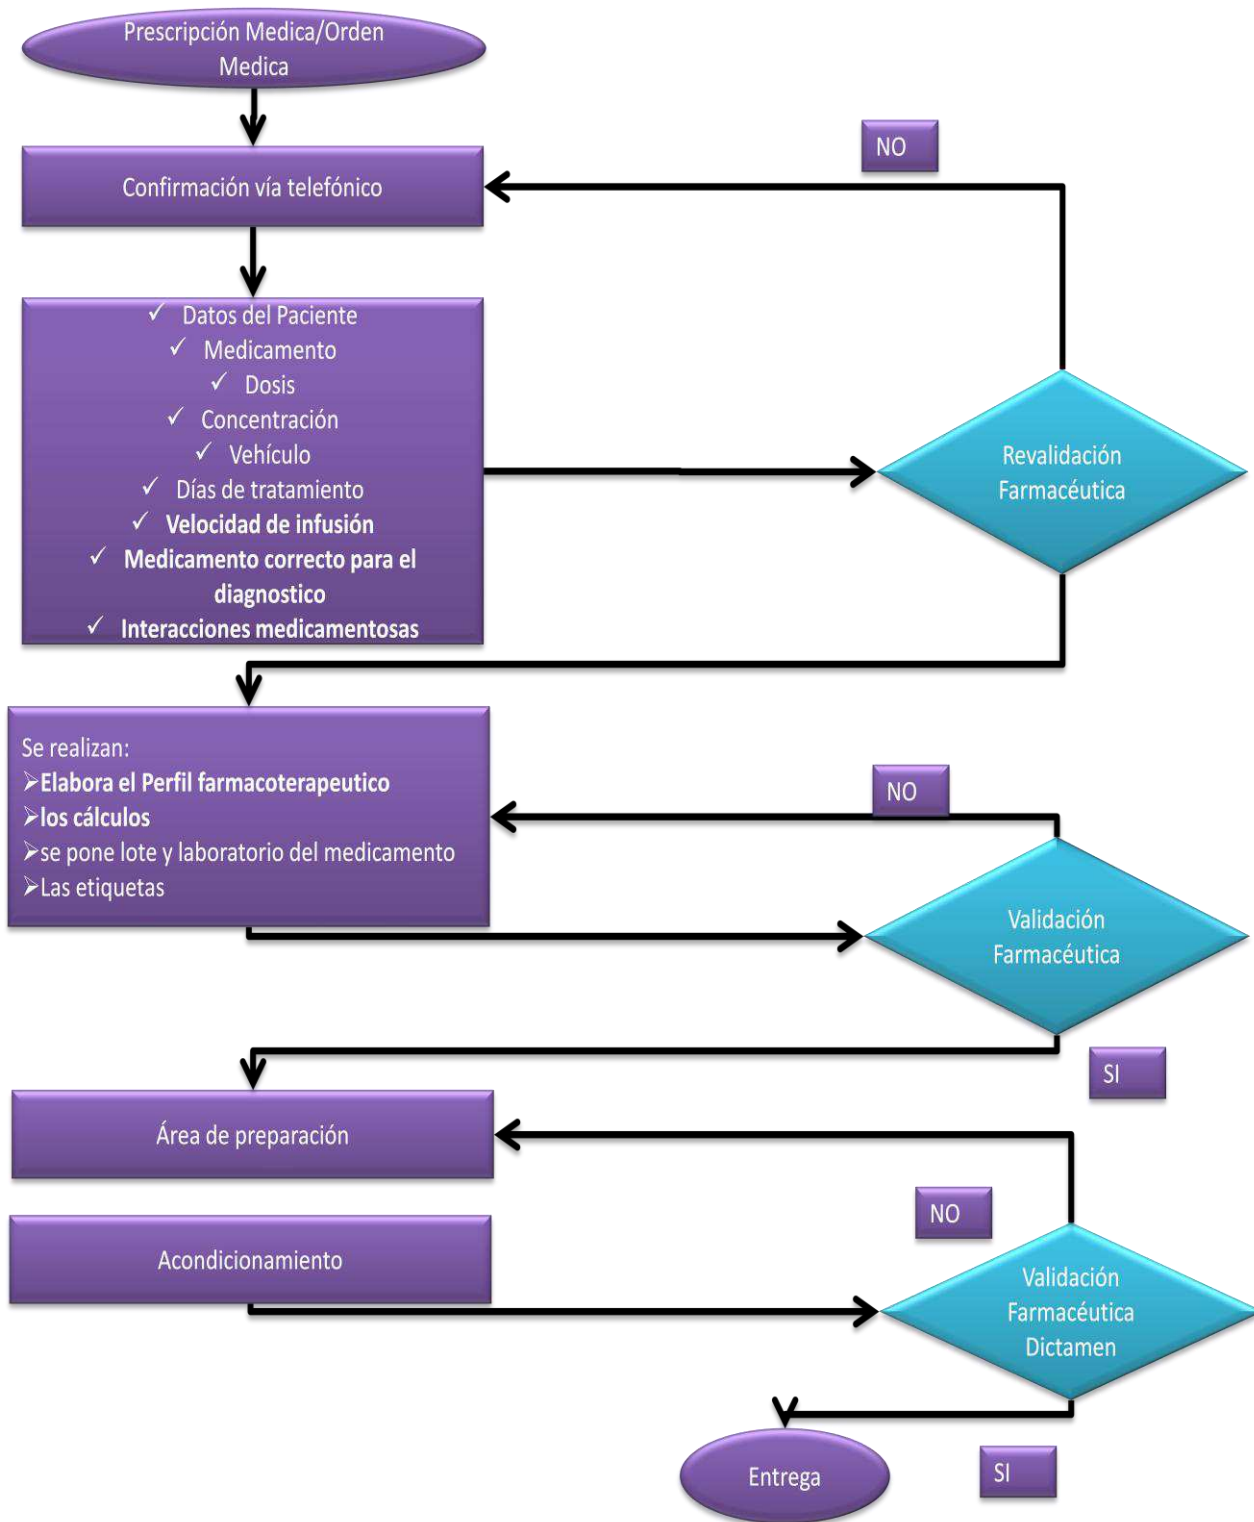 Prescripción Medica/Orden
Medica
NO
Confirmación vía telefónico
✓ Datos del Paciente
✓ Medicamento
✓ Dosis
✓ Concentración
✓ Vehículo
✓ Días de tratamiento
✓ Velocidad de infusión
✓ Medicamento correcto para el
diagnostico
✓ Interacciones medicamentosas
Revalidación
Farmacéutica
Se realizan:
➢Elabora el Perfil farmacoterapeutico
➢los cálculos
➢se pone lote y laboratorio del medicamento
➢Las etiquetas
NO
Validación
Farmacéutica
SI
Área de preparación
NO
Acondicionamiento
Validación
Farmacéutica
Dictamen
Entrega
SI